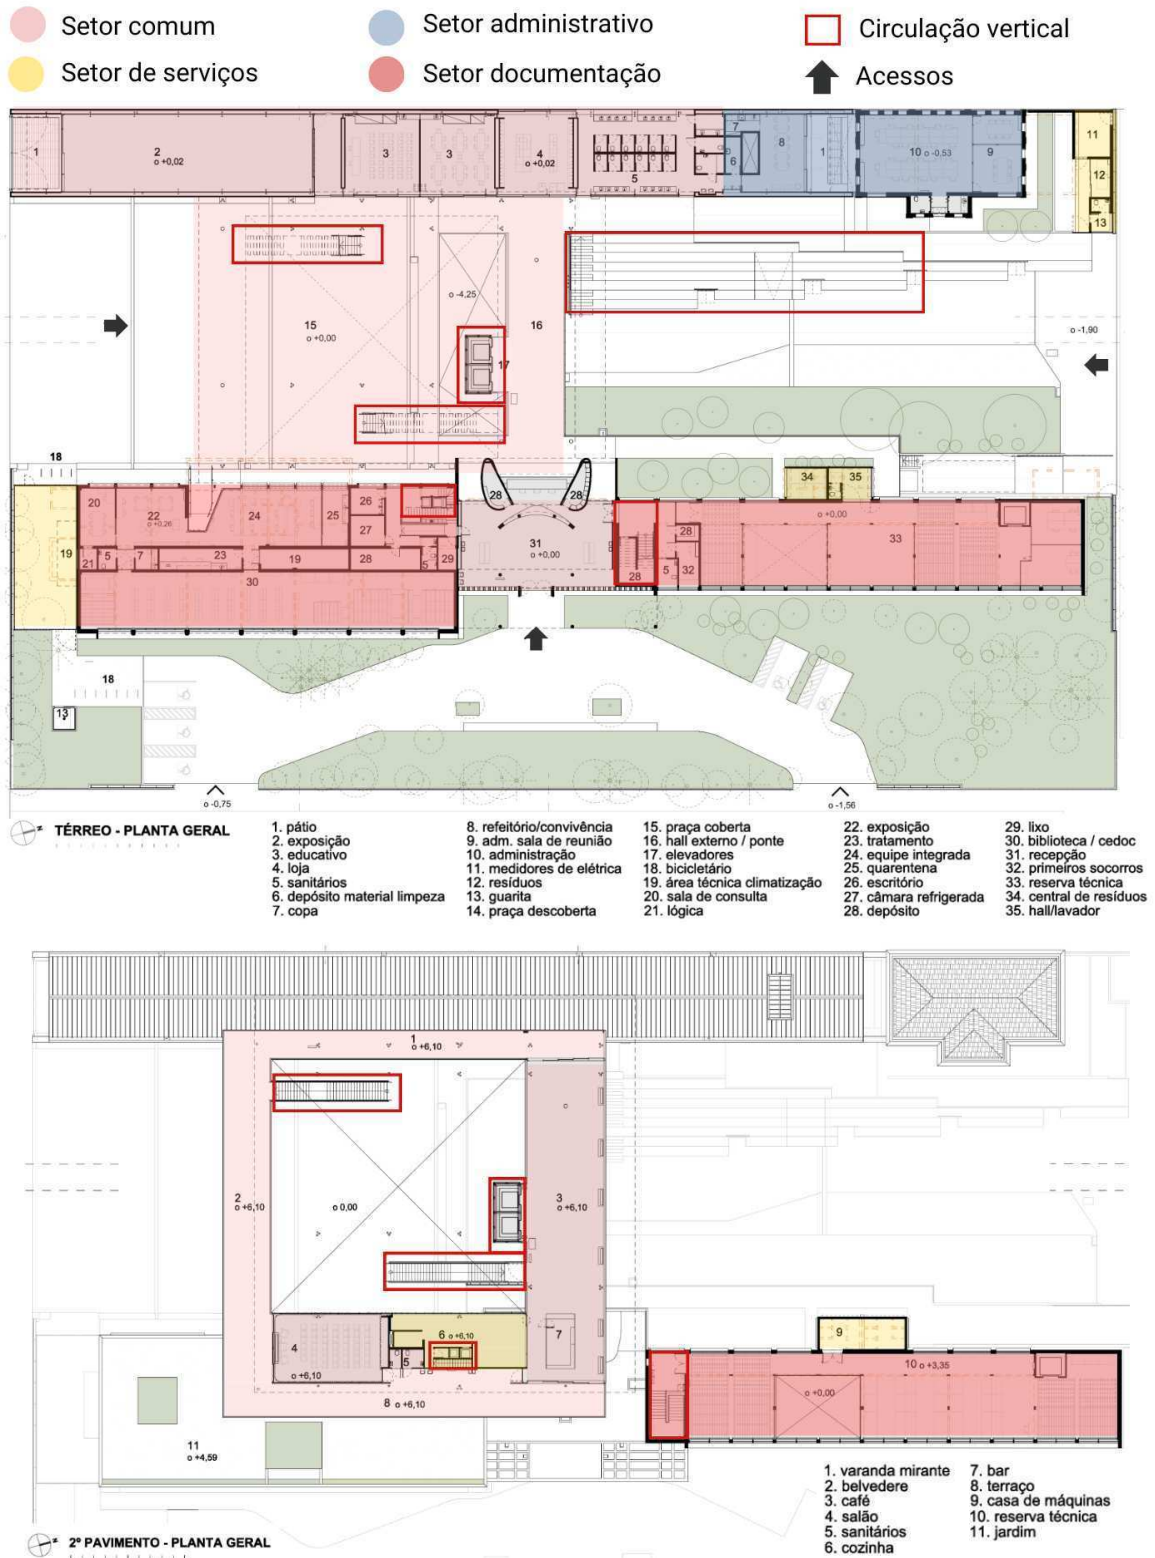 Setor comum
Setor administrativo
Circulação vertical
Setor de serviços
Setor documentação
Acessos
1
2
o +0,02
3
3
4
o +0,02
5
7
6
8
1
10 o -0.53
9
11
12
13
o -4,25
15
o +0,00
16
17
o -1,90
18
20
22
o +0,26
24
25
26
27
28
28
28
34
35
o +0,00
33
19
21
5
7
23
19
28
5
29
31
o +0,00
28
28
5
32
30
18
13
o -0,75
o -1,56
TÉRREO - PLANTA GERAL
1. pátio
2. exposição
3. educativo
4. loja
5. sanitários
6. depósito material limpeza
7. copa
8. refeitório/convivência
9. adm. sala de reunião
10. administração
11. medidores de elétrica
12. resíduos
13. guarita
14. praça descoberta
15. praça coberta
16. hall externo / ponte
17. elevadores
18. bicicletário
19. área técnica climatização
20. sala de consulta
21. lógica
22. exposição
23. tratamento
24. equipe integrada
25. quarentena
26. escritório
27. câmara refrigerada
28. depósito
29. lixo
30. biblioteca / cedoc
31. recepção
32. primeiros socorros
33. reserva técnica
34. central de resíduos
35. hall/lavador
1
o +6,10
2
o +6,10
o 0,00
3
o +6,10
4
o +6,10
5
6 o +6,10
7
8 o +6,10
9
10 o +3,35
o +0,00
11
o +4,59
2º PAVIMENTO - PLANTA GERAL
1. varanda mirante
2. belvedere
3. café
4. salão
5. sanitários
6. cozinha
7. bar
8. terraço
9. casa de máquinas
10. reserva técnica
11. jardim